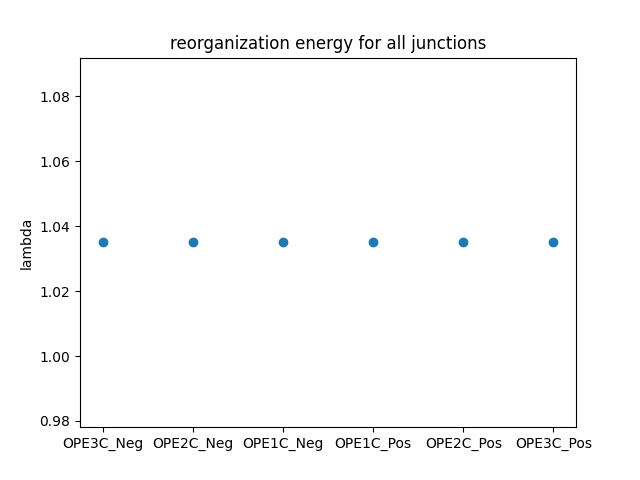 reorganization energy for all junctions
1.08
1.06
1.04
1.02
1.00
0.98
lambda
OPE3C_Neg OPE2C_Neg OPE1C_Neg OPE1C_Pos OPE2C_Pos OPE3C_Pos